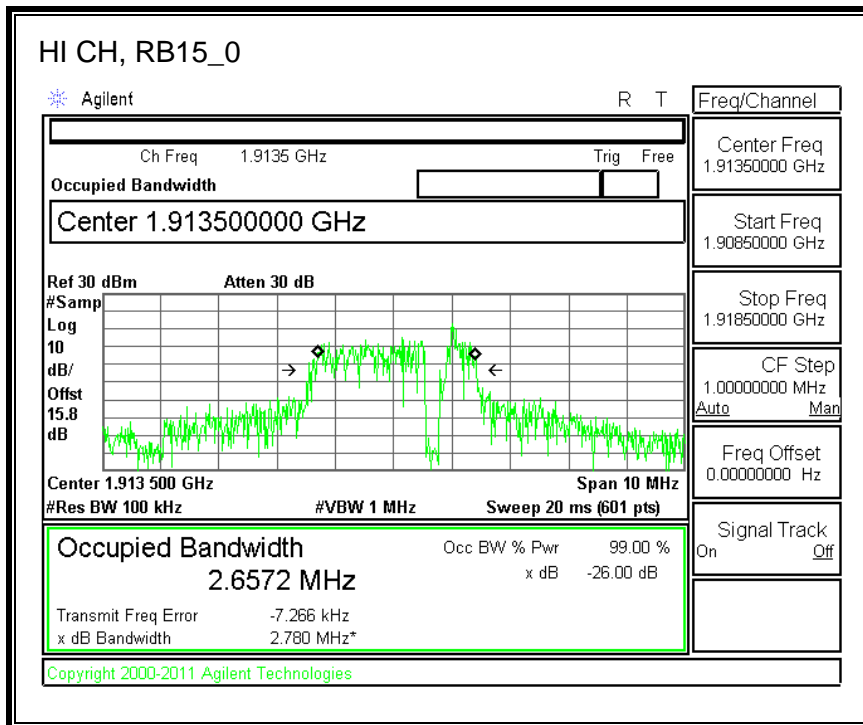 HI CH, RB15_0
Agilent R T
Ch Freq 1.9135 GHz Trig Free
Occupied Bandwidth
Center 1.913500000 GHz
Ref 30 dBm Atten 30 dB
#Samp
Log
10
dB/
Offst
15.8
dB
Center 1.913 500 GHz Span 10 MHz
#Res BW 100 kHz #VBW 1 MHz Sweep 20 ms (601 pts)
Occupied Bandwidth Occ BW % Pwr 99.00 %
2.6572 MHz x dB -26.00 dB
Transmit Freq Error -7.266 kHz
x dB Bandwidth 2.780 MHz*
Copyright 2000-2011 Agilent Technologies
Freq/Channel
Center Freq
1.91350000 GHz
Start Freq
1.90850000 GHz
Stop Freq
1.91850000 GHz
CF Step
1.00000000 MHz
Auto Man
Freq Offset
0.00000000 Hz
Signal Track
On Off